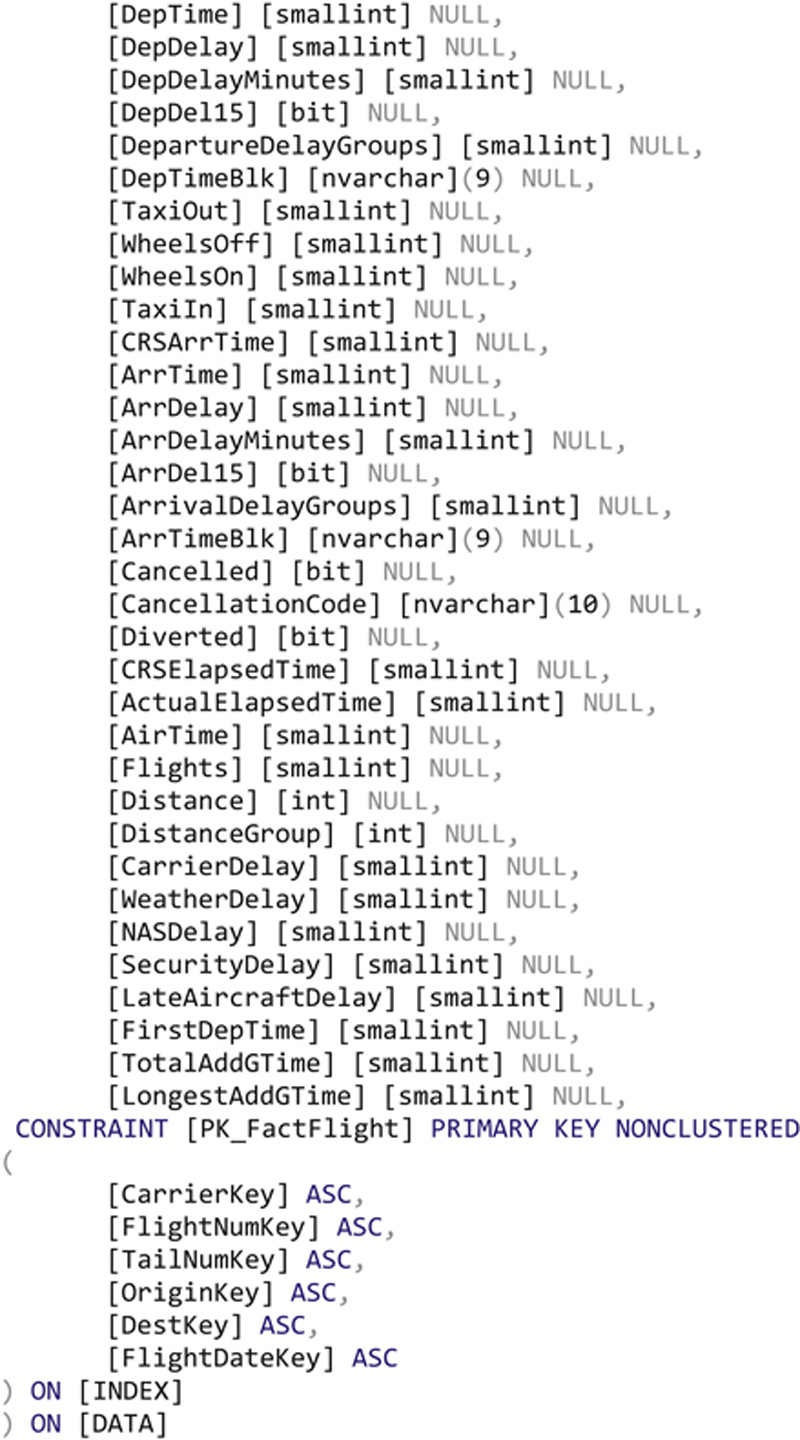 [DepTime] [smallint] NULL,
[DepDelay] [smallint] NULL,
[DepDelayMinutes] [smallint] NULL,
[DepDel15] [bit] NULL,
[DepartureDelayGroups] [smallint] NULL,
[DepTimeBlk] [nvarchar](9) NULL,
[TaxiOut] [smallint] NULL,
[WheelsOff] [smallint] NULL,
[WheelsOn] [smallint] NULL,
[TaxiIn] [smallint] NULL,
[CRSArrTime] [smallint] NULL,
[ArrTime] [smallint] NULL,
[ArrDelay] [smallint] NULL,
[ArrDelayMinutes] [smallint] NULL,
[ArrDel15] [bit] NULL,
[ArrivalDelayGroups] [smallint] NULL,
[ArrTimeBlk] [nvarchar](9) NULL,
[Cancelled] [bit] NULL,
[CancellationCode] [nvarchar](10) NULL,
[Diverted] [bit] NULL,
[CRSElapsedTime] [smallint] NULL,
[ActualElapsedTime] [smallint] NULL,
[AirTime] [smallint] NULL,
[Flights] [smallint] NULL,
[Distance] [int] NULL,
[DistanceGroup] [int] NULL,
[CarrierDelay] [smallint] NULL,
[WeatherDelay] [smallint] NULL,
[NASDelay] [smallint] NULL,
[SecurityDelay] [smallint] NULL,
[LateAircraftDelay] [smallint] NULL,
[FirstDepTime] [smallint] NULL,
[TotalAddGTime] [smallint] NULL,
[LongestAddGTime] [smallint] NULL,
CONSTRAINT [PK_FactFlight] PRIMARY KEY NONCLUSTERED
(
[CarrierKey] ASC,
[FlightNumKey] ASC,
[TailNumKey] ASC,
[OriginKey] ASC,
[DestKey] ASC,
[FlightDateKey] ASC
) ON [INDEX]
) ON [DATA]